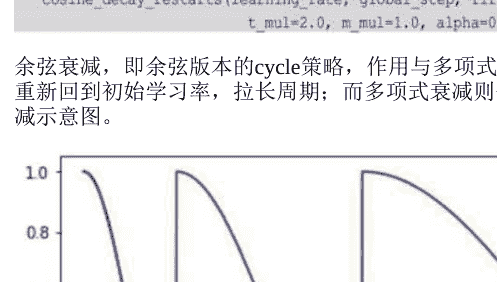 cosine_decay_restarts(learning_rate, global_step,
t_mul=2.0, m_mul=1.0, alpha=0
余弦衰减，即余弦版本的cycle策略，作用与多项式
重新回到初始学习率，拉长周期；而多项式衰减则
减示意图。
1.0
0.8